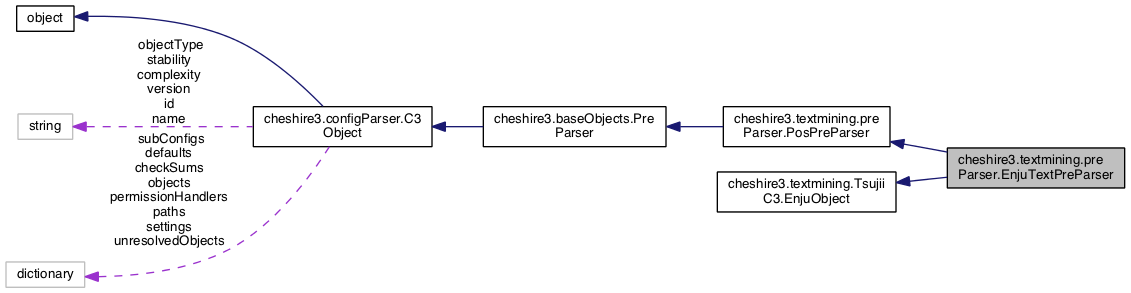 object
objectType
stability
complexity
version
id
name
string
cheshire3.configParser.C3
Object
cheshire3.baseObjects.Pre
Parser
cheshire3.textmining.pre
Parser.PosPreParser
cheshire3.textmining.pre
Parser.EnjuTextPreParser
cheshire3.textmining.Tsujii
C3.EnjuObject
subConfigs
defaults
checkSums
objects
permissionHandlers
paths
settings
unresolvedObjects
dictionary